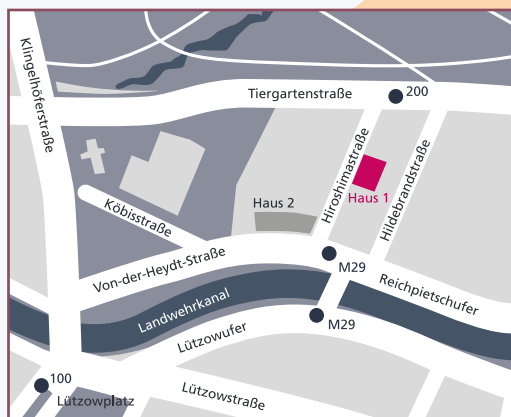 Klingelhöferstraße
Tiergartenstraße
200
Hiroshimastraße
Hildebrandstraße
Haus 1
Haus 2
Köbisstraße
Von-der-Heydt-Straße
M29
Reichpietschufer
Landwehrkanal
M29
Lützowufer
100
Lützowplatz
Lützowstraße